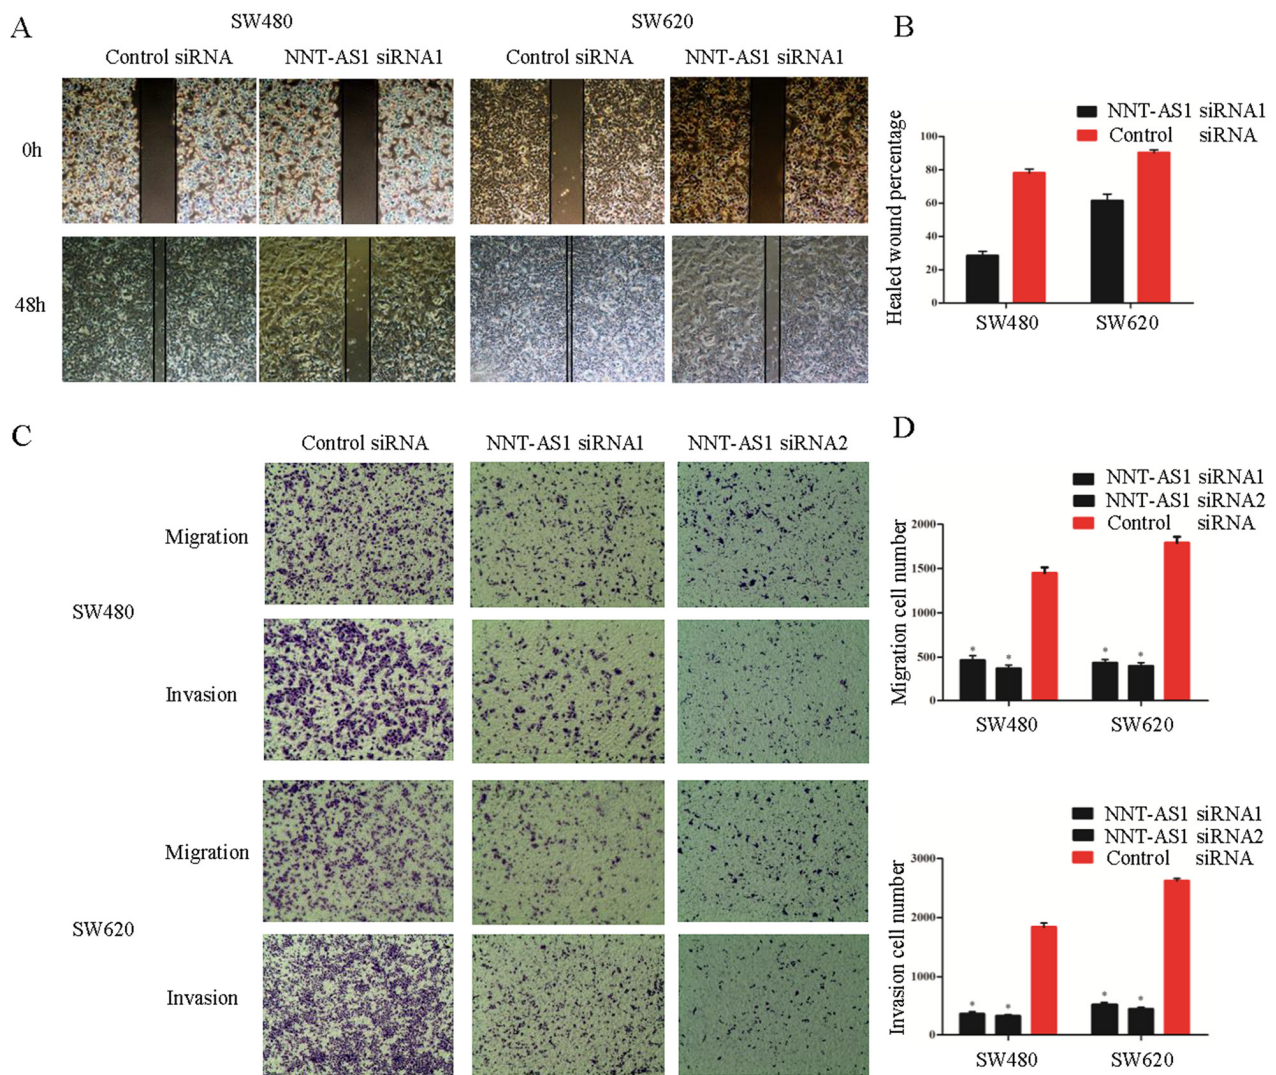 A
SW480
SW620
Control siRNA
NNT-AS1 siRNA1
Control siRNA
NNT-AS1 siRNA1
0h
48h
B
NNT-AS1 siRNA1
Control siRNA
Healed wound percentage
100
80
60
40
20
0
SW480
SW620
C
Control siRNA
NNT-AS1 siRNA1
NNT-AS1 siRNA2
SW480
Migration
Invasion
SW620
Migration
Invasion
D
NNT-AS1 siRNA1
NNT-AS1 siRNA2
Control siRNA
Migration cell number
2000
1500
1000
500
0
* * * *
SW480
SW620
NNT-AS1 siRNA1
NNT-AS1 siRNA2
Control siRNA
Invasion cell number
3000
2000
1000
0
* * * *
SW480
SW620